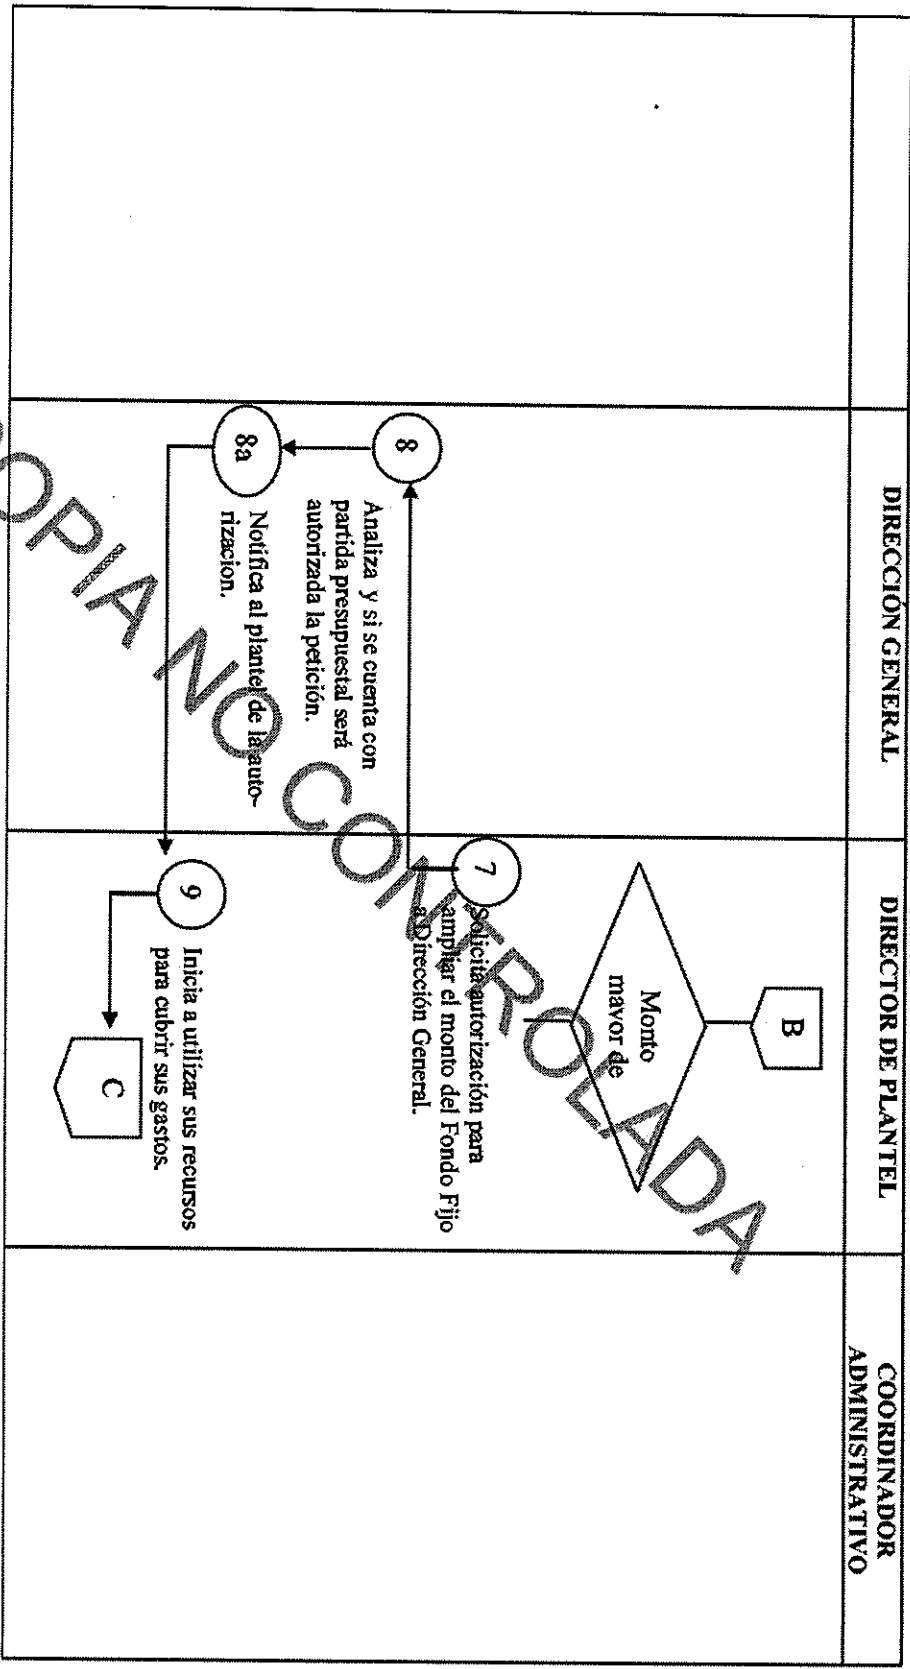 DIRECCIÓN GENERAL
DIRECTOR DE PLANTEL
COORDINADOR
ADMINISTRATIVO
B
Monto
mayor de
7
Solicita autorización para
ampliar el monto del Fondo Fijo
a Dirección General.
8
Analiza y si se cuenta con
partida presupuestal será
autorizada la petición.
8a
Notifica al plantel de la auto-
rizacion.
9
Inicia a utilizar sus recursos
para cubrir sus gastos.
C
OPIA NO CONTROLADA